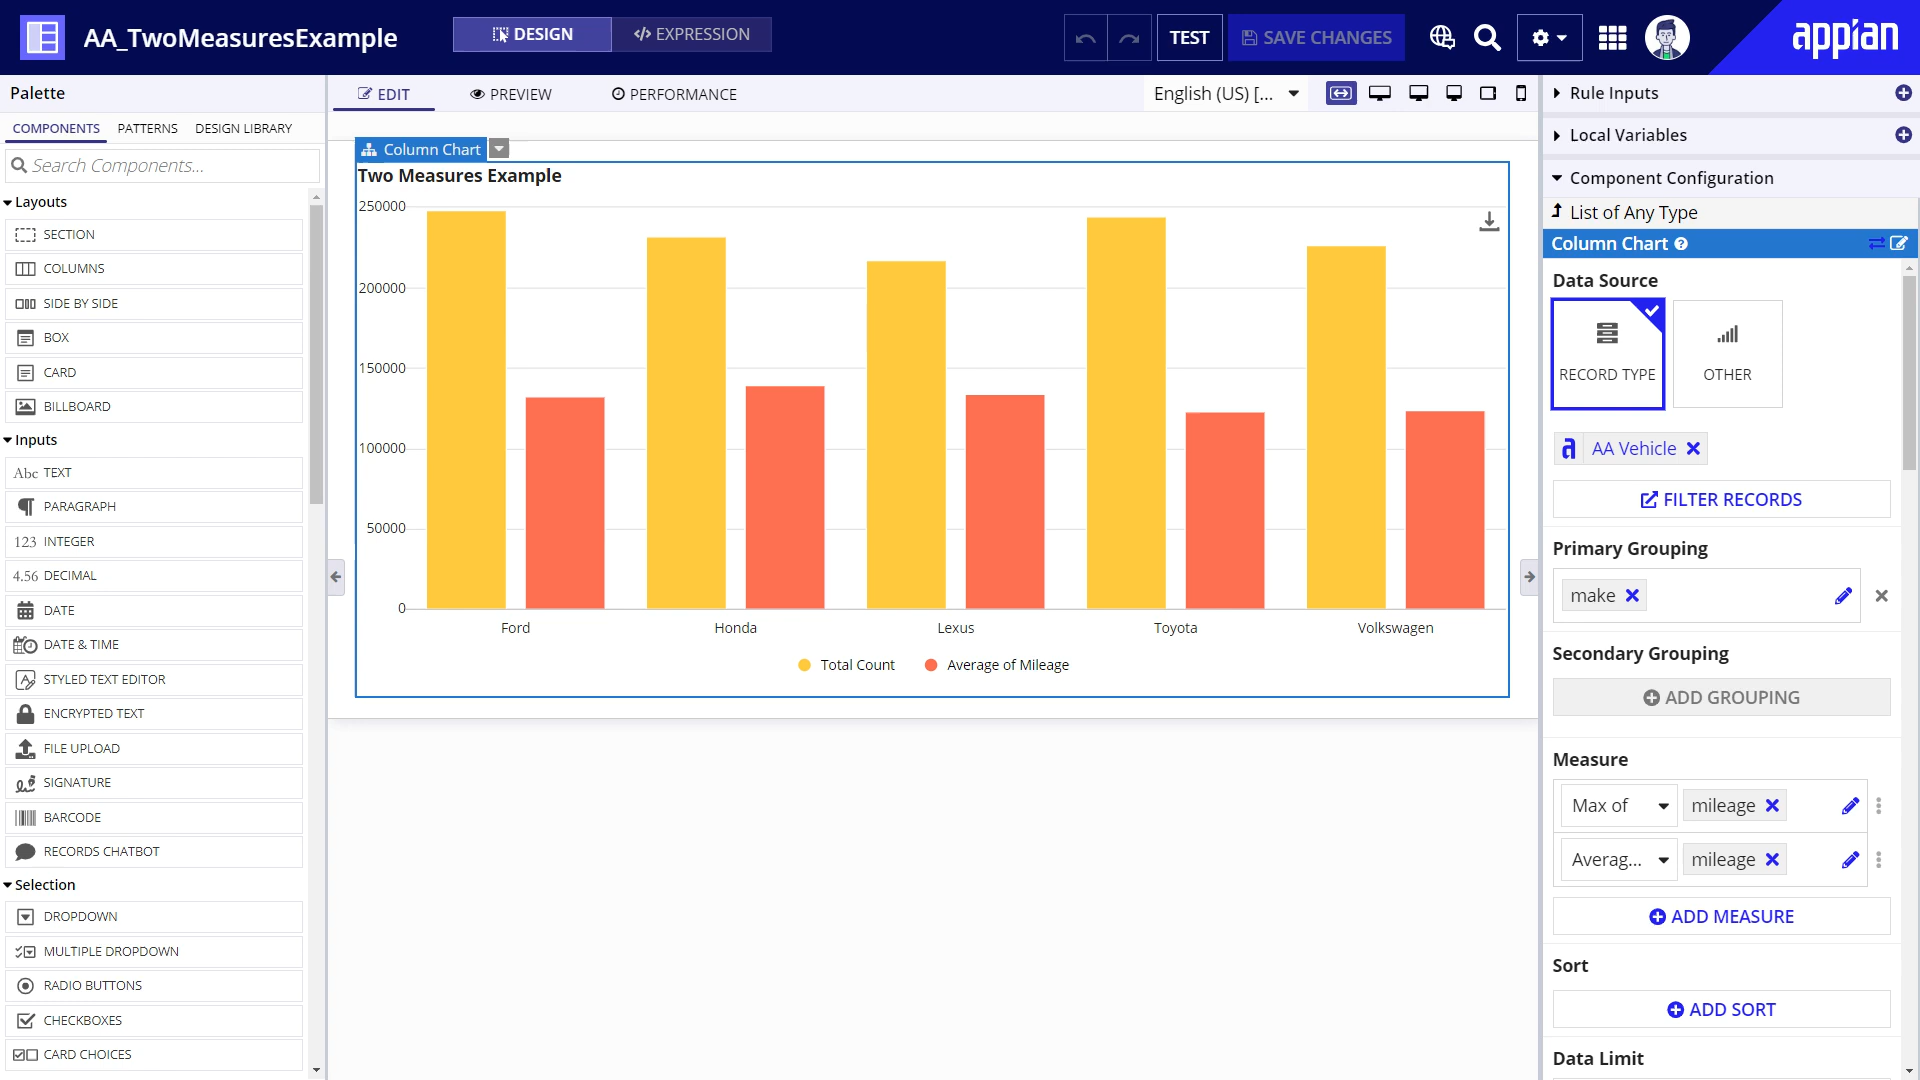 AA_TwoMeasuresExample
DESIGN
</> EXPRESSION
TEST
SAVE CHANGES
appian
Palette
COMPONENTS
PATTERNS
DESIGN LIBRARY
Search Components...
Layouts
SECTION
COLUMNS
SIDE BY SIDE
BOX
CARD
BILLBOARD
Inputs
Abc TEXT
PARAGRAPH
123 INTEGER
4.56 DECIMAL
DATE
DATE & TIME
STYLED TEXT EDITOR
ENCRYPTED TEXT
FILE UPLOAD
SIGNATURE
BARCODE
RECORDS CHATBOT
Selection
DROPDOWN
MULTIPLE DROPDOWN
RADIO BUTTONS
CHECKBOXES
CARD CHOICES
EDIT
PREVIEW
PERFORMANCE
English (US) [...
Column Chart
Two Measures Example
250000
200000
150000
100000
50000
0
Ford
Honda
Lexus
Toyota
Volkswagen
Total Count
Average of Mileage
Rule Inputs
Local Variables
Component Configuration
List of Any Type
Column Chart
Data Source
RECORD TYPE
OTHER
a AA Vehicle
FILTER RECORDS
Primary Grouping
make
Secondary Grouping
ADD GROUPING
Measure
Max of
mileage
Averag...
mileage
ADD MEASURE
Sort
ADD SORT
Data Limit